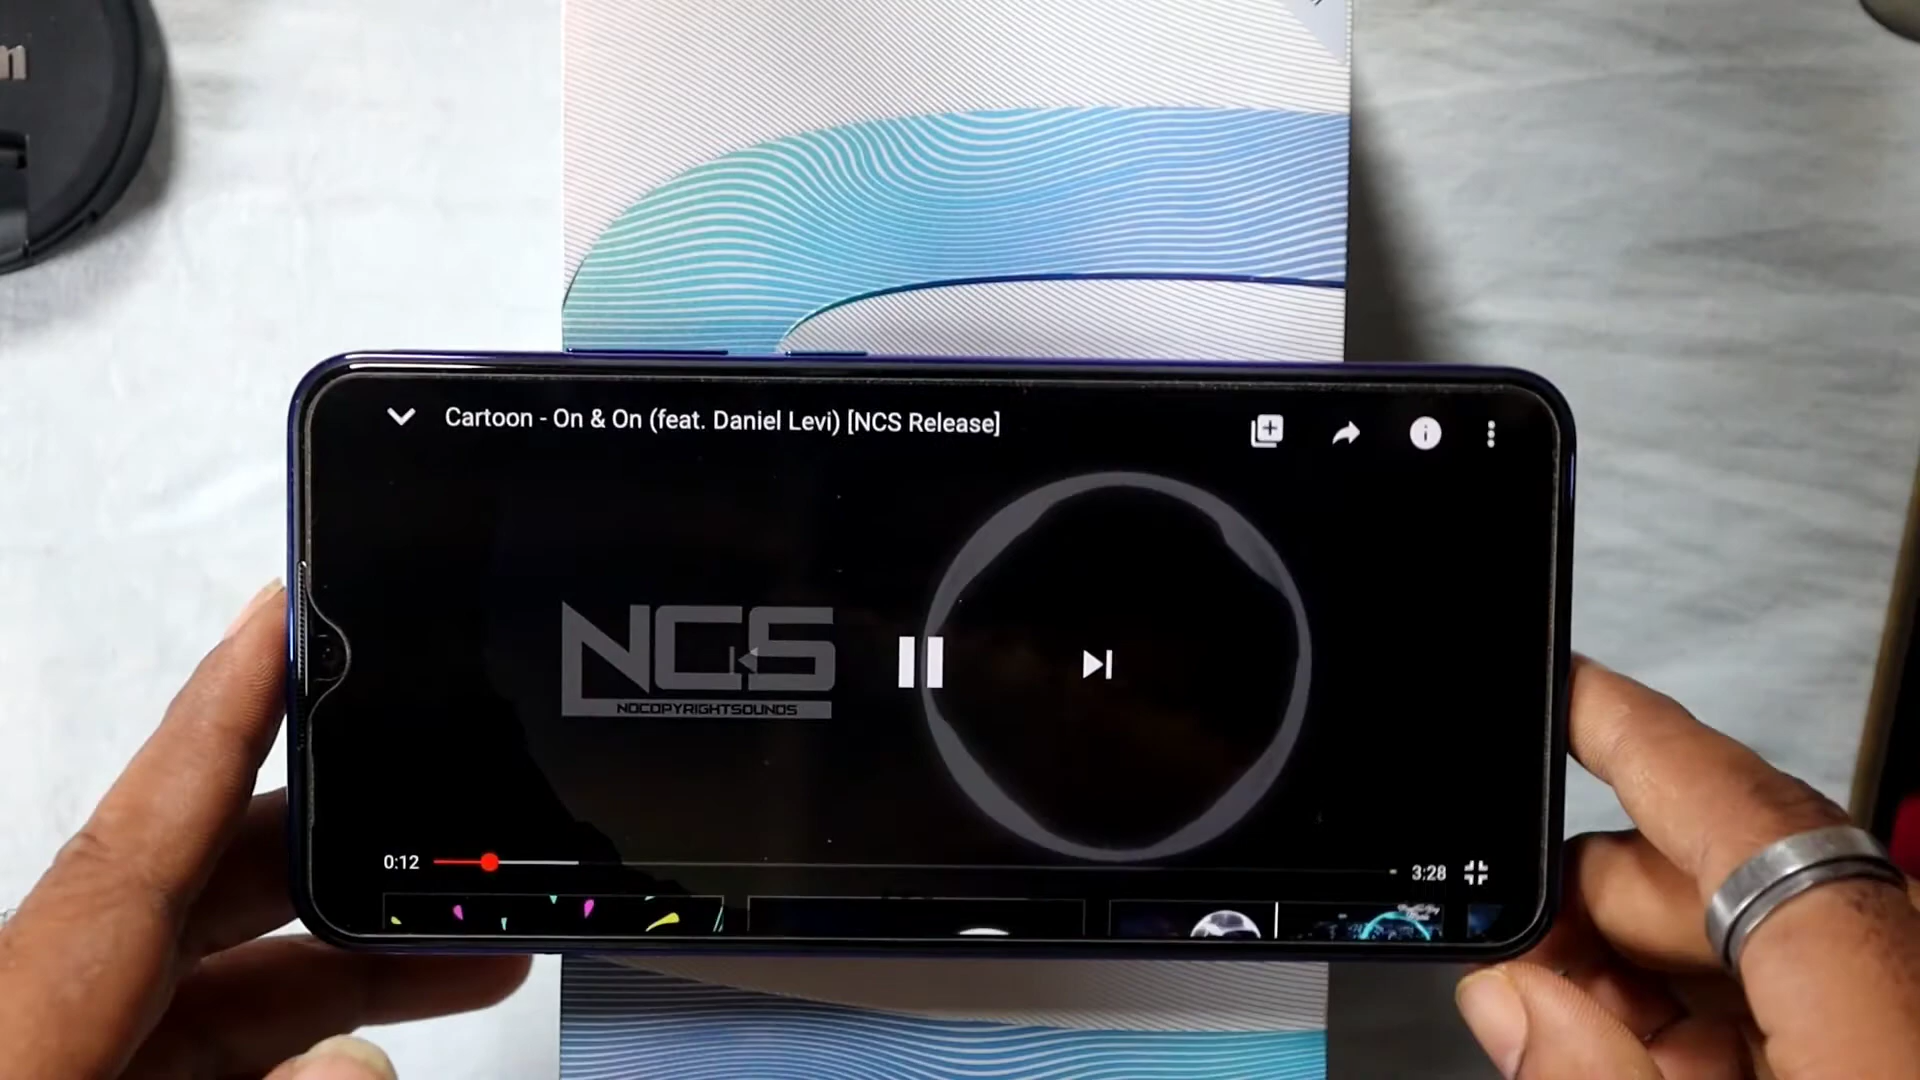 Cartoon - On & On (feat. Daniel Levi) [NCS Release]
NCS
NOCOPYRIGHTSOUNDS
0:12
3:28